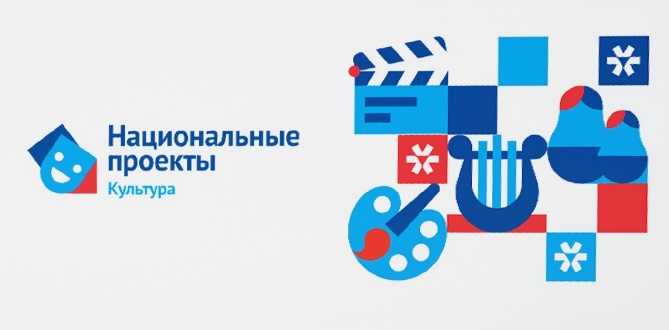 Национальные
проекты
Культура